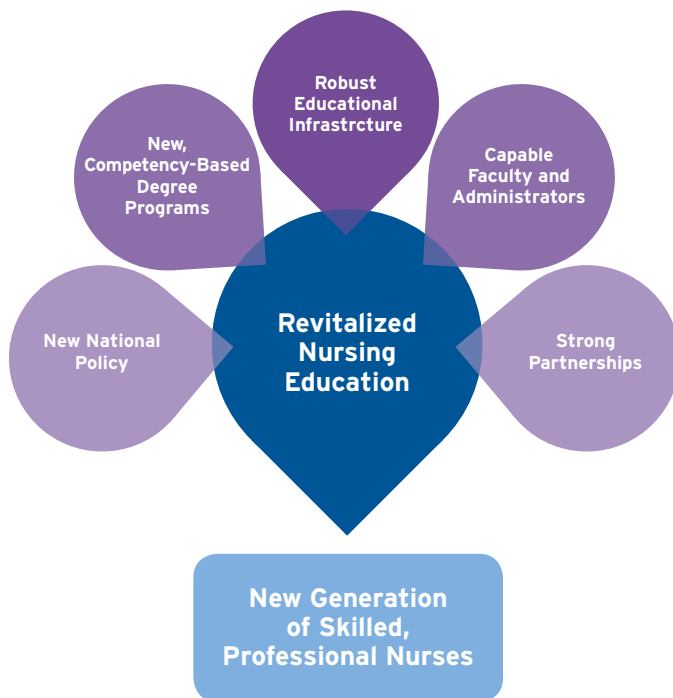 Robust
Educational
Infrastrcture
New,
Competency-Based
Degree
Programs
Capable
Faculty and
Administrators
New National
Policy
Revitalized
Nursing
Education
Strong
Partnerships
New Generation
of Skilled,
Professional Nurses